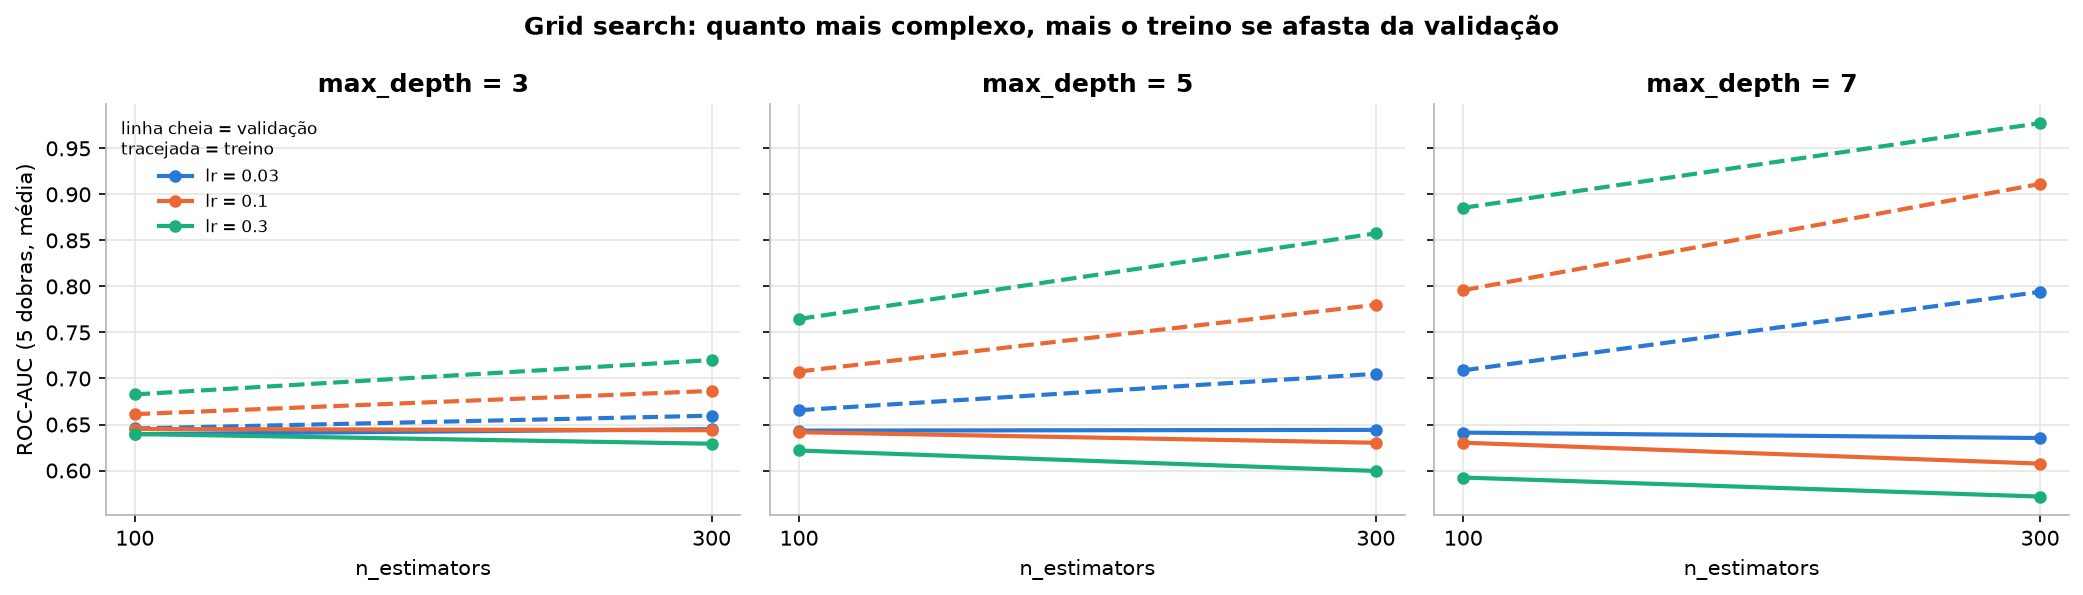 Grid search: quanto mais complexo, mais o treino se afasta da validação
max_depth = 3
max_depth = 5
max_depth = 7
linha cheia = validação
tracejada = treino
lr = 0.03
lr = 0.1
lr = 0.3
ROC-AUC (5 dobras, média)
0.95
0.90
0.85
0.80
0.75
0.70
0.65
0.60
100 300
100 300
100 300
n_estimators
n_estimators
n_estimators